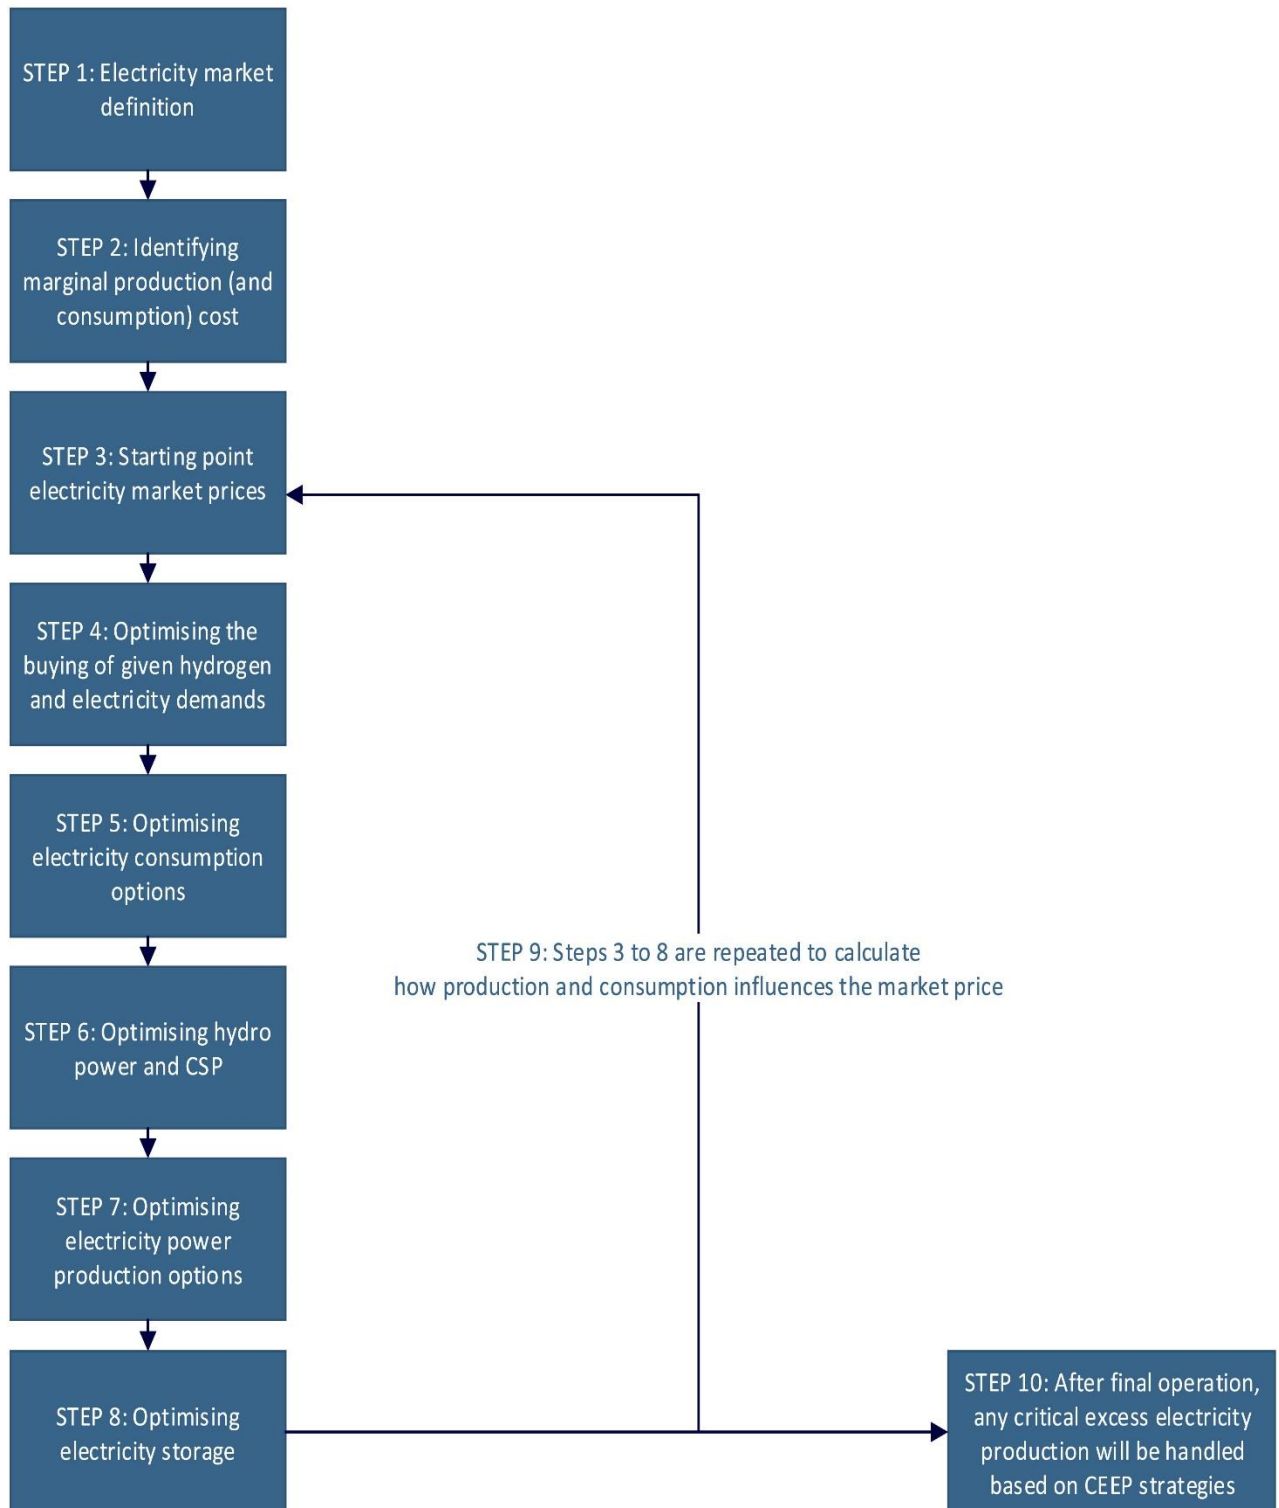 STEP 1: Electricity market
definition
STEP 2: Identifying
marginal production (and
consumption) cost
STEP 3: Starting point
electricity market prices
STEP 4: Optimising the
buying of given hydrogen
and electricity demands
STEP 5: Optimising
electricity consumption
options
STEP 9: Steps 3 to 8 are repeated to calculate
how production and consumption influences the market price
STEP 6: Optimising hydro
power and CSP
STEP 7: Optimising
electricity power
production options
STEP 8: Optimising
electricity storage
STEP 10: After final operation,
any critical excess electricity
production will be handled
based on CEEP strategies